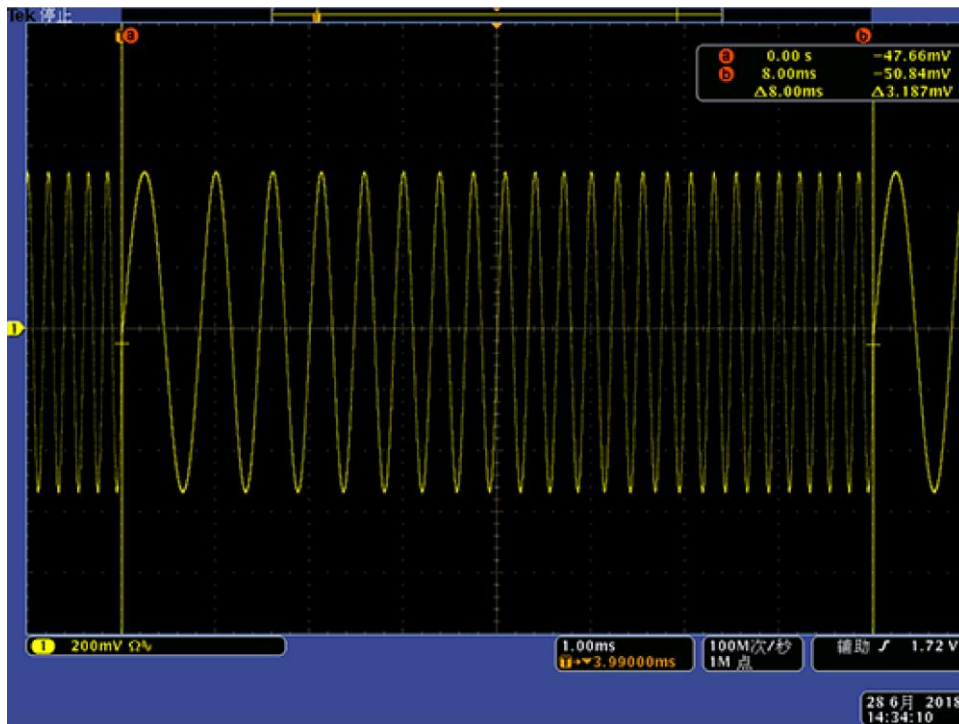 Tek 停止
a b
a 0.00 s -47.66mV
b 8.00ms -50.84mV
Δ8.00ms Δ3.187mV
1
1 200mV Ω
1.00ms
T→▼3.99000ms
100M次/秒
1M 点
辅助 ƒ 1.72 V
28 6月 2018
14:34:10